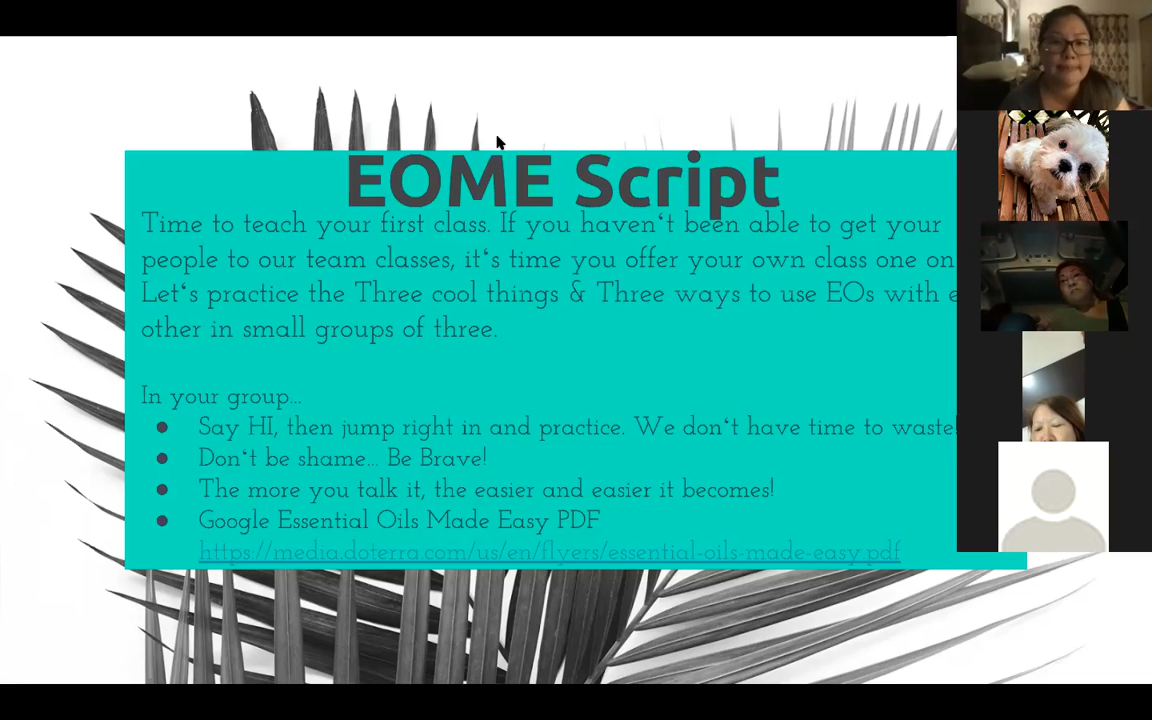 EOME Script
Time to teach your first class. If you haven't been able to get your
people to our team classes, it's time you offer your own class one on
Let's practice the Three cool things & Three ways to use EOs with e
other in small groups of three.
In your group...
Say HI, then jump right in and practice. We don't have time to waste!
Don't be shame... Be Brave!
The more you talk it, the easier and easier it becomes!
Google Essential Oils Made Easy PDF
https://media.doterra.com/us/en/flyers/essential-oils-made-easy.pdf